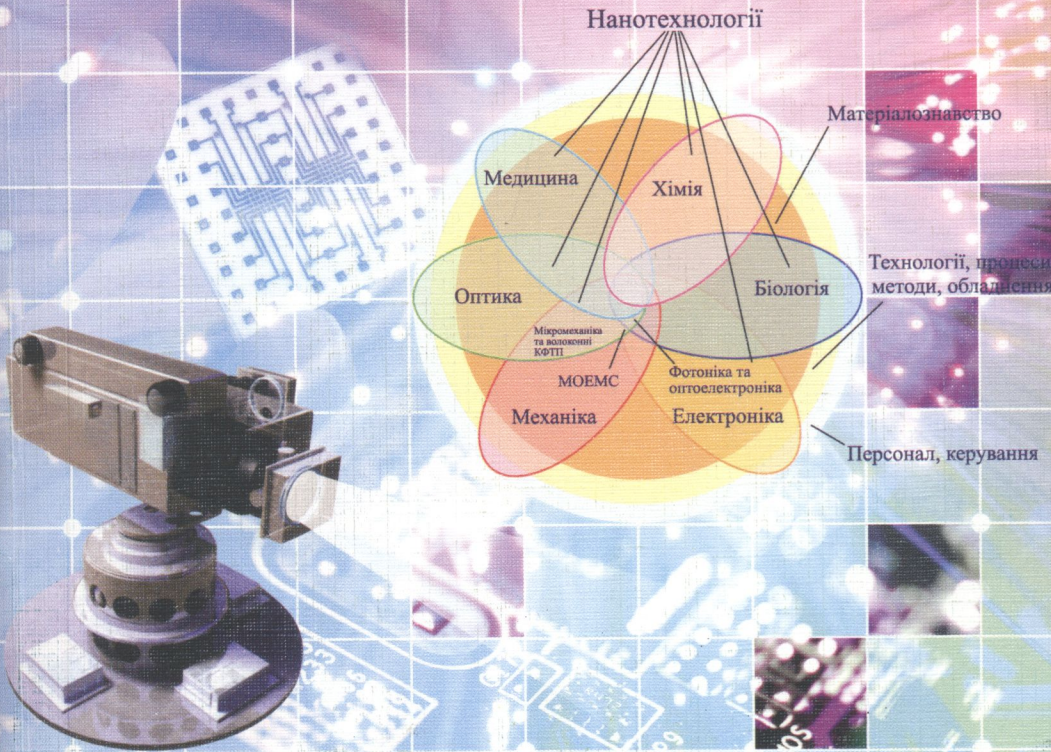 Нанотехнології
Матеріалознавство
Медицина
Хімія
Технології, процеси
методи, обладнення
Оптика
Біологія
Мікромеханіка
та волоконні
КФТП
МОЕМС
Фотоніка та
оптоелектроніка
Механіка
Електроніка
Персонал, керування